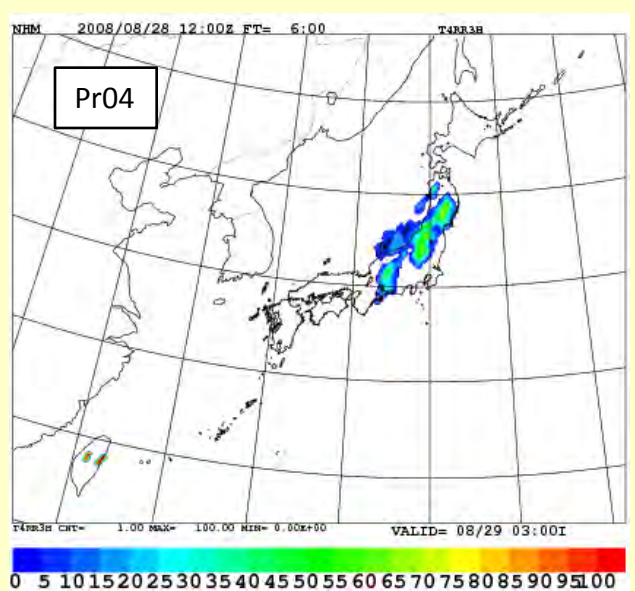 NHM 2008/08/28 12:00Z FT= 6:00 T4RR3H
Pr04
T4RR3H CNT= 1.00 MAX= 100.00 MIN= 0.00E+00 VALID= 08/29 03:00I
0 5 10 15 20 25 30 35 40 45 50 55 60 65 70 75 80 85 90 95 100